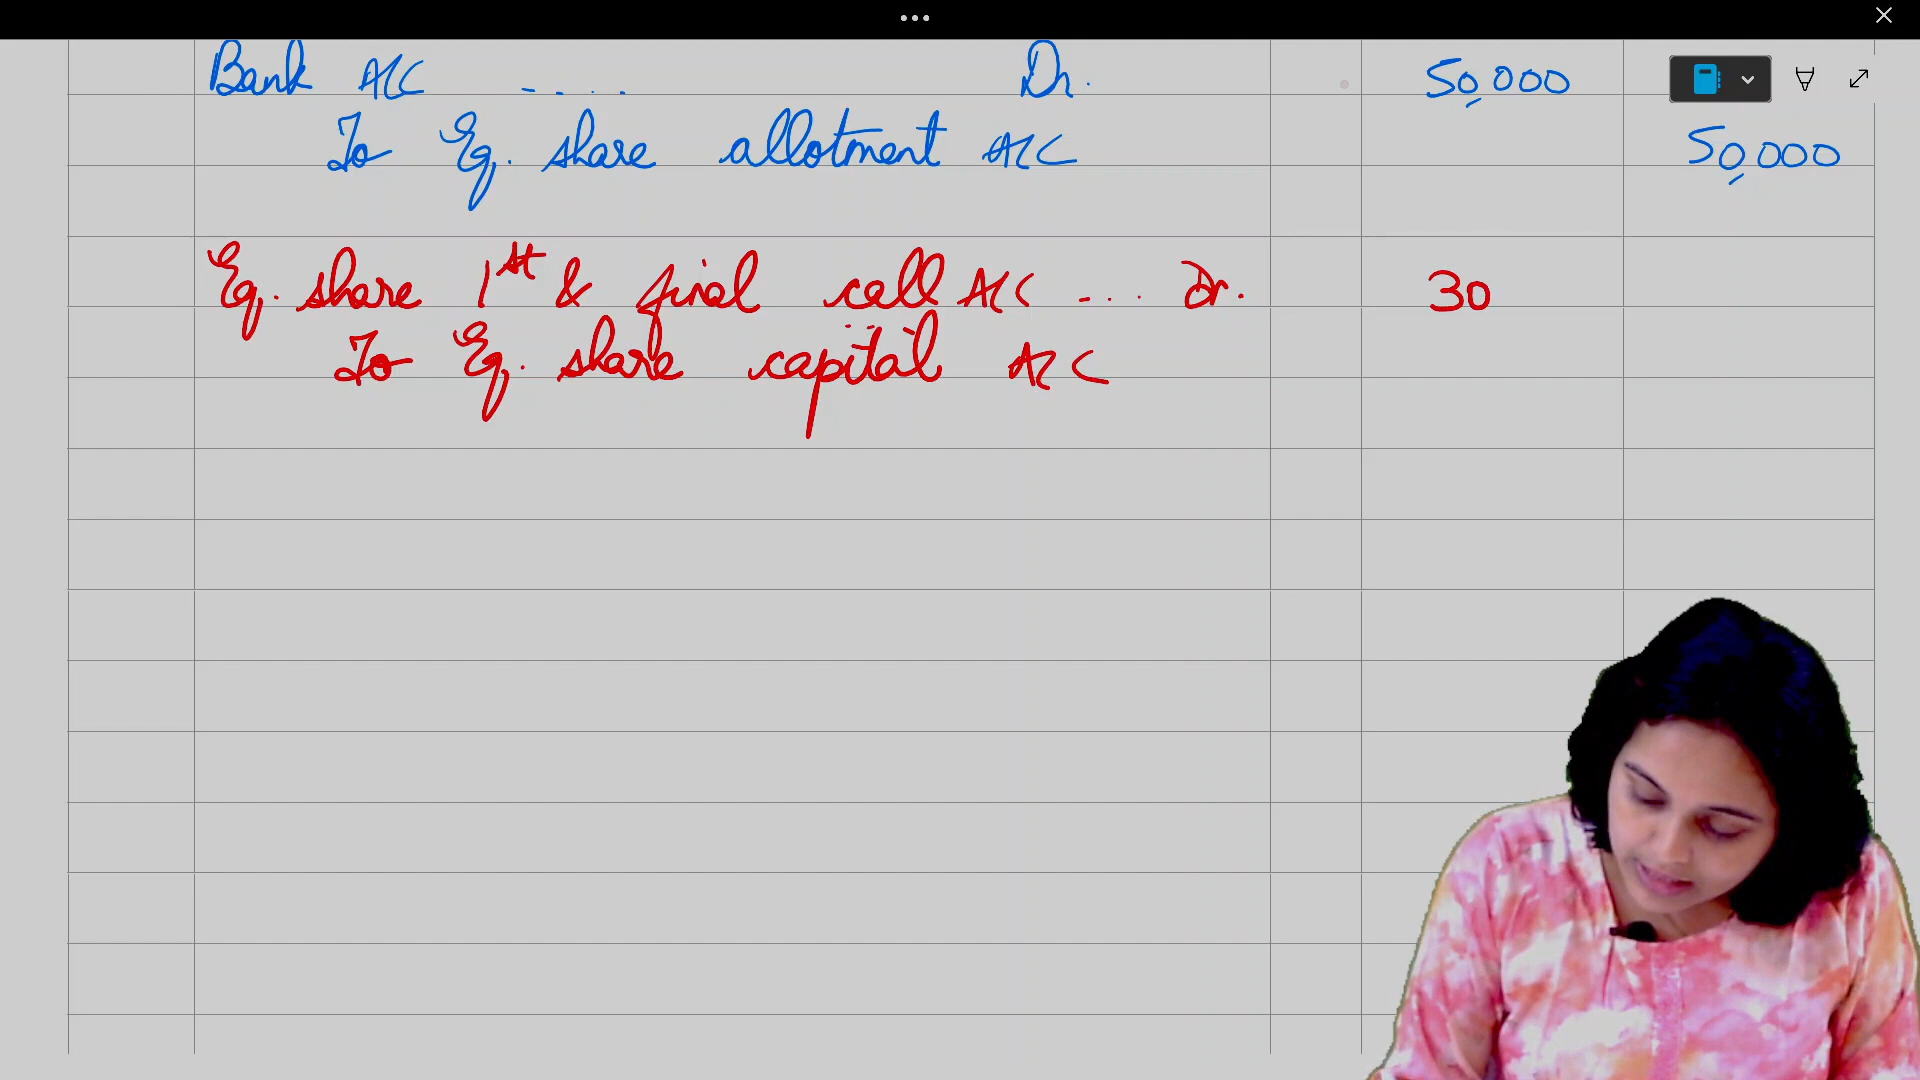 Bank A/C ..... Dr. 50,000
To Eq. share allotment A/C 50,000
Eq. share 1st & final call A/C ... Dr. 30
To Eq. share capital A/C